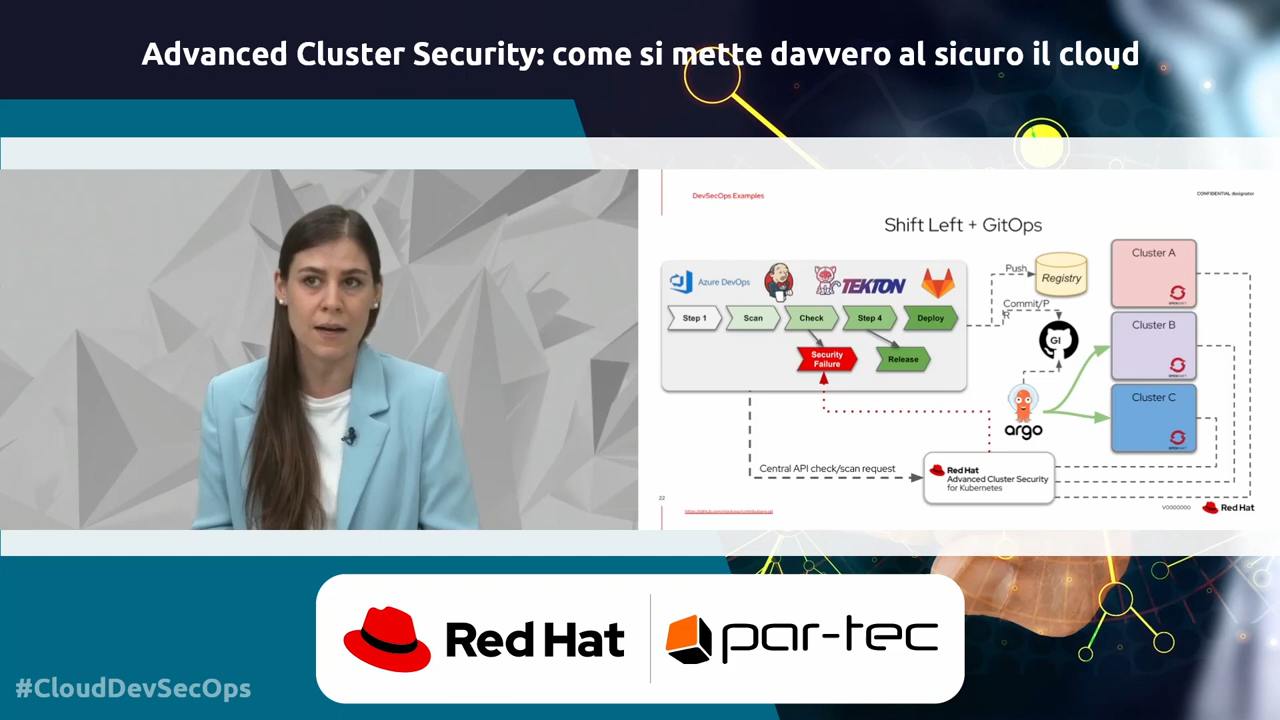 Advanced Cluster Security: come si mette davvero al sicuro il cloud
DevSecOps Examples
CONFIDENTIAL designator
Shift Left + GitOps
Azure DevOps
TEKTON
Step 1
Scan
Check
Step 4
Deploy
Security
Failure
Release
Push
Registry
Commit/P
R
GI
argo
Cluster A
Cluster B
Cluster C
Central API check/scan request
Red Hat
Advanced Cluster Security
for Kubernetes
22
V0000000
Red Hat
Red Hat
par-tec
#CloudDevSecOps